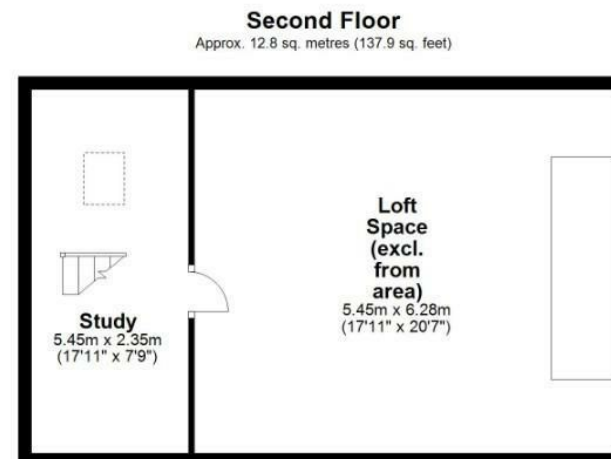 Second Floor
Approx. 12.8 sq. metres (137.9 sq. feet)
Loft
Space
(excl.
from
area)
5.45m x 6.28m
(17'11" x 20'7")
Study
5.45m x 2.35m
(17'11" x 7'9")